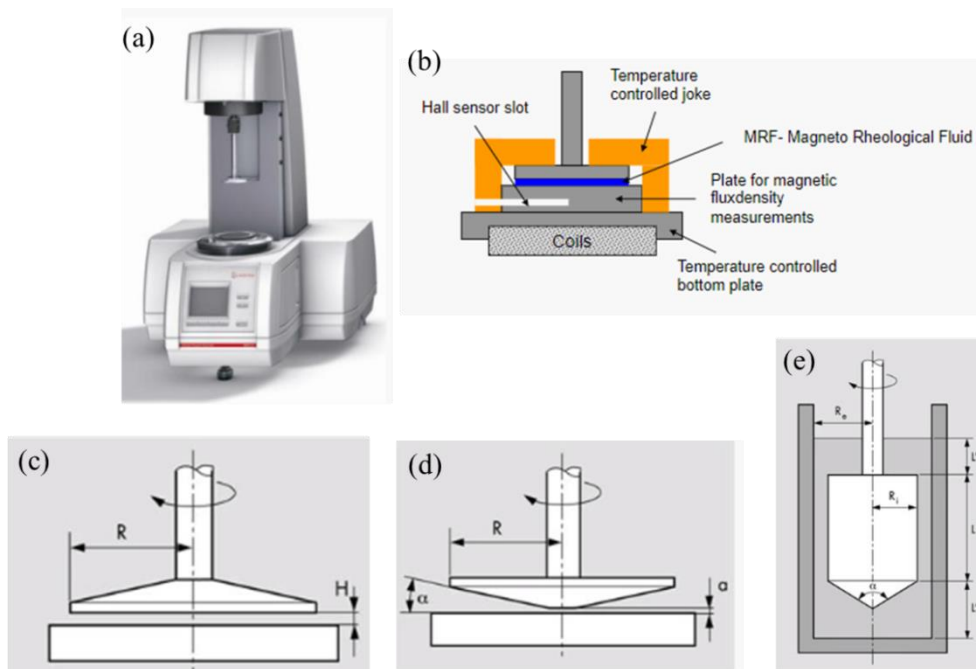 (a)
(b)
Temperature
controlled joke
Hall sensor slot
MRF- Magneto Rheological Fluid
Plate for magnetic
fluxdensity
measurements
Coils
Temperature controlled
bottom plate
(c)
R
H
(d)
R
α
a
(e)
Re
Ri
L
α